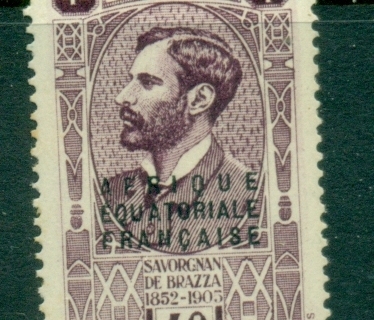 AFRIQUE
EQUATORIALE
FRANÇAISE
SAVORGNAN
DE BRAZZA
1852-1905